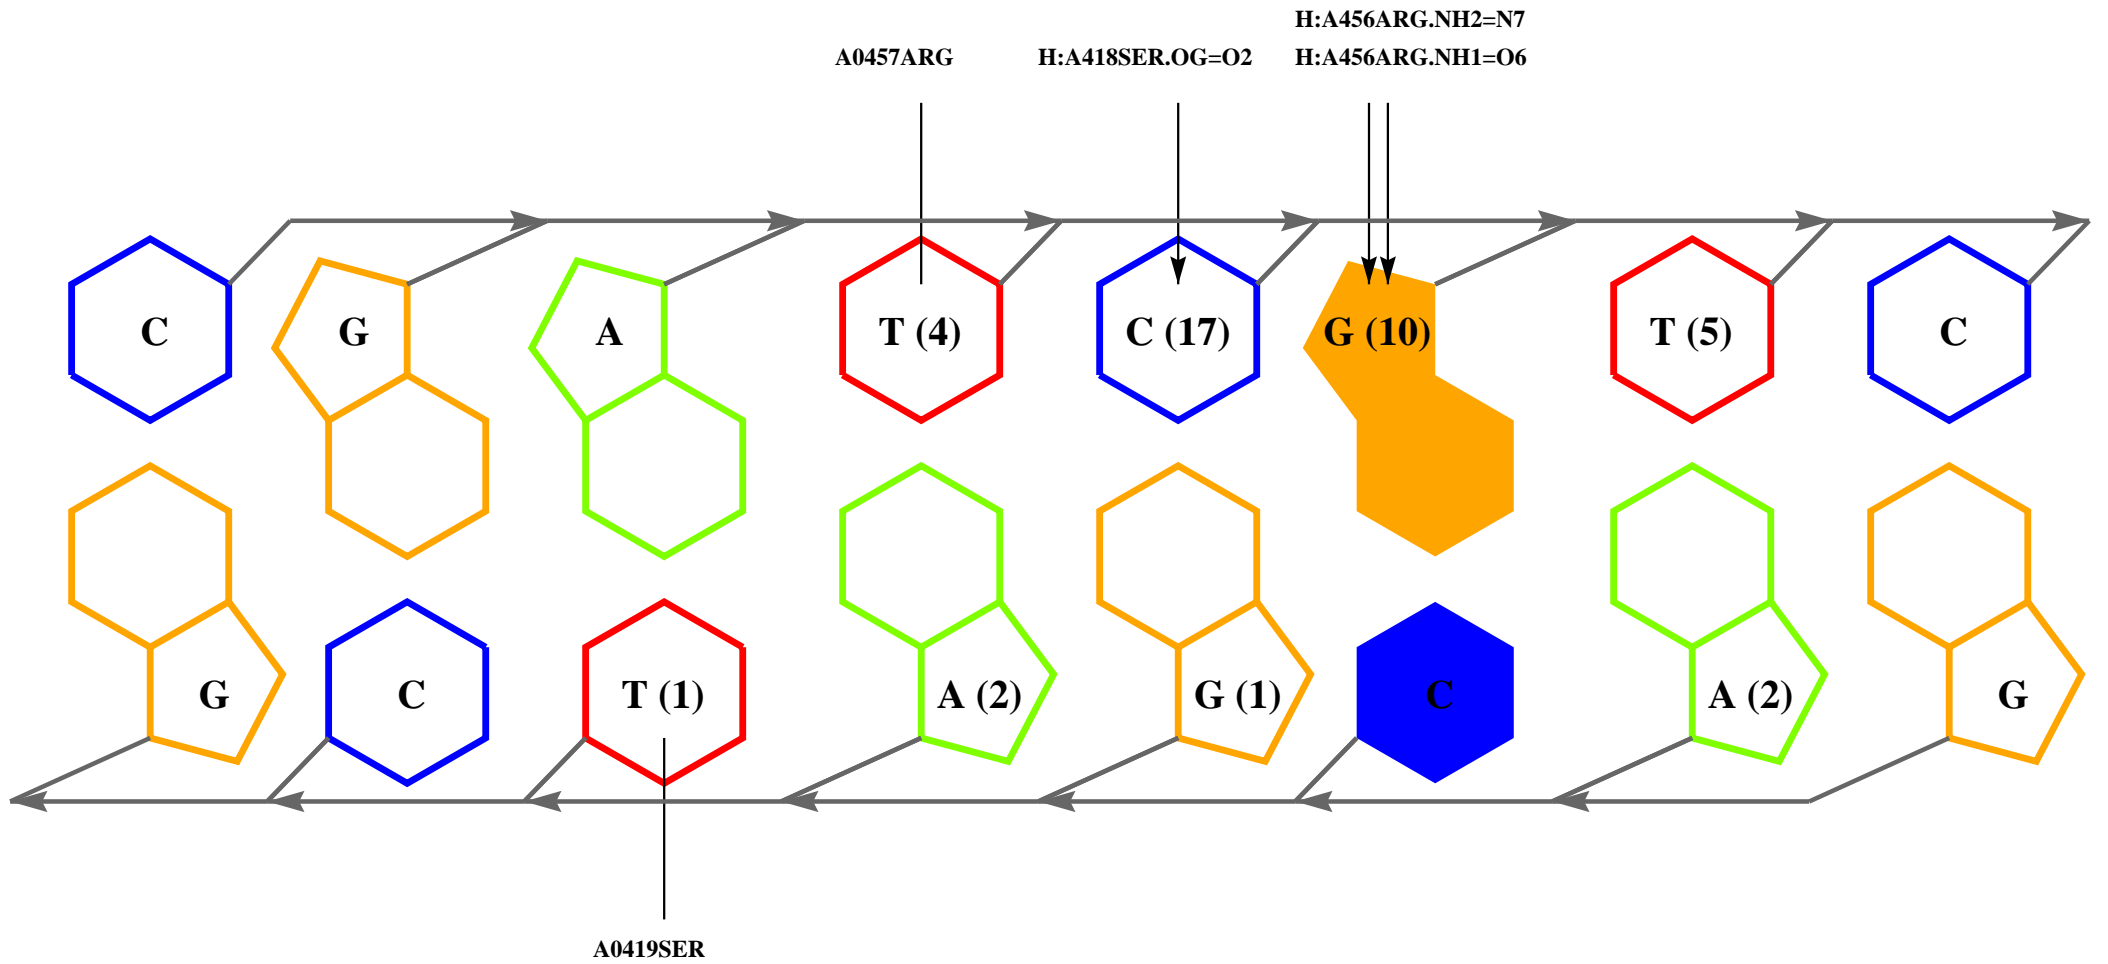 H:A456ARG.NH2=N7
A0457ARG H:A418SER.OG=O2 H:A456ARG.NH1=O6
C G A T (4) C (17) G (10) T (5) C
G C T (1) A (2) G (1) C A (2) G
A0419SER